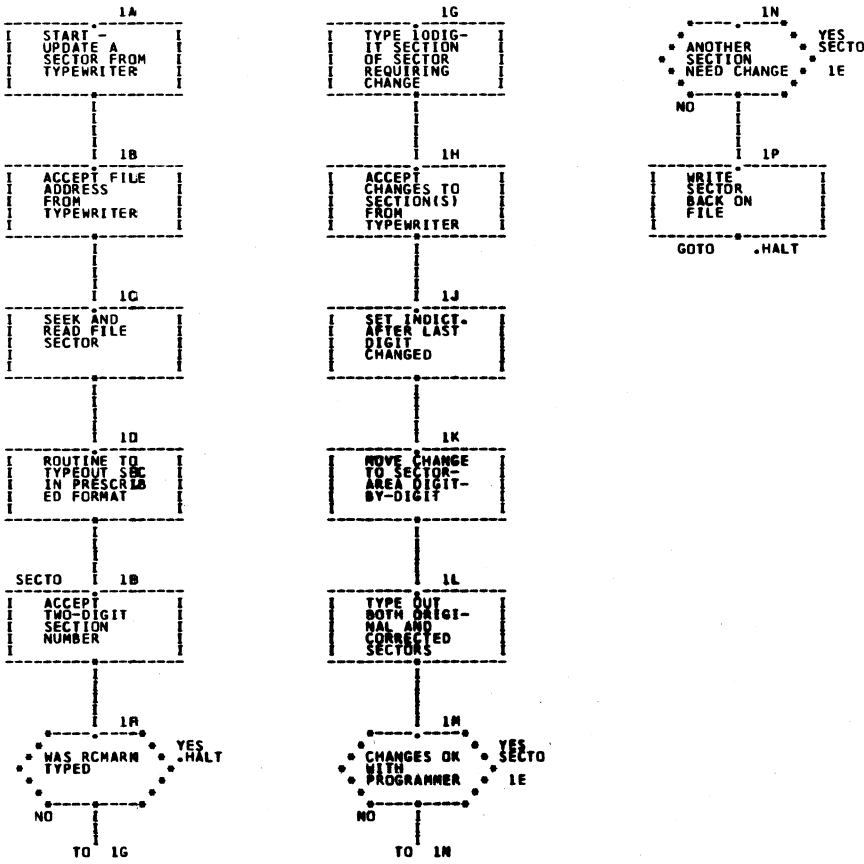 1A
START -
UPDATE A
SECTOR FROM
TYPEWRITER
1B
ACCEPT FILE
ADDRESS
FROM
TYPEWRITER
1C
SEEK AND
READ FILE
SECTOR
1D
ROUTINE TO
TYPEOUT SEC
IN PRESCRIB
ED FORMAT
SECTO 1B
ACCEPT
TWO-DIGIT
SECTION
NUMBER
1R
WAS RCMARM
TYPED
YES
.HALT
NO
TO 1G
1G
TYPE 10DIG-
IT SECTION
OF SECTOR
REQUIRING
CHANGE
1H
ACCEPT
CHANGES TO
SECTION(S)
FROM
TYPEWRITER
1J
SET INDICT.
AFTER LAST
DIGIT
CHANGED
1K
MOVE CHANGE
TO SECTOR-
AREA DIGIT-
BY-DIGIT
1L
TYPE OUT
BOTH ORIGI-
NAL AND
CORRECTED
SECTORS
1M
CHANGES OK
WITH
PROGRAMMER
YES
SECTO
1E
NO
TO 1N
1N
ANOTHER
SECTION
NEED CHANGE
YES
SECTO
1E
NO
1P
WRITE
SECTOR
BACK ON
FILE
GOTO .HALT